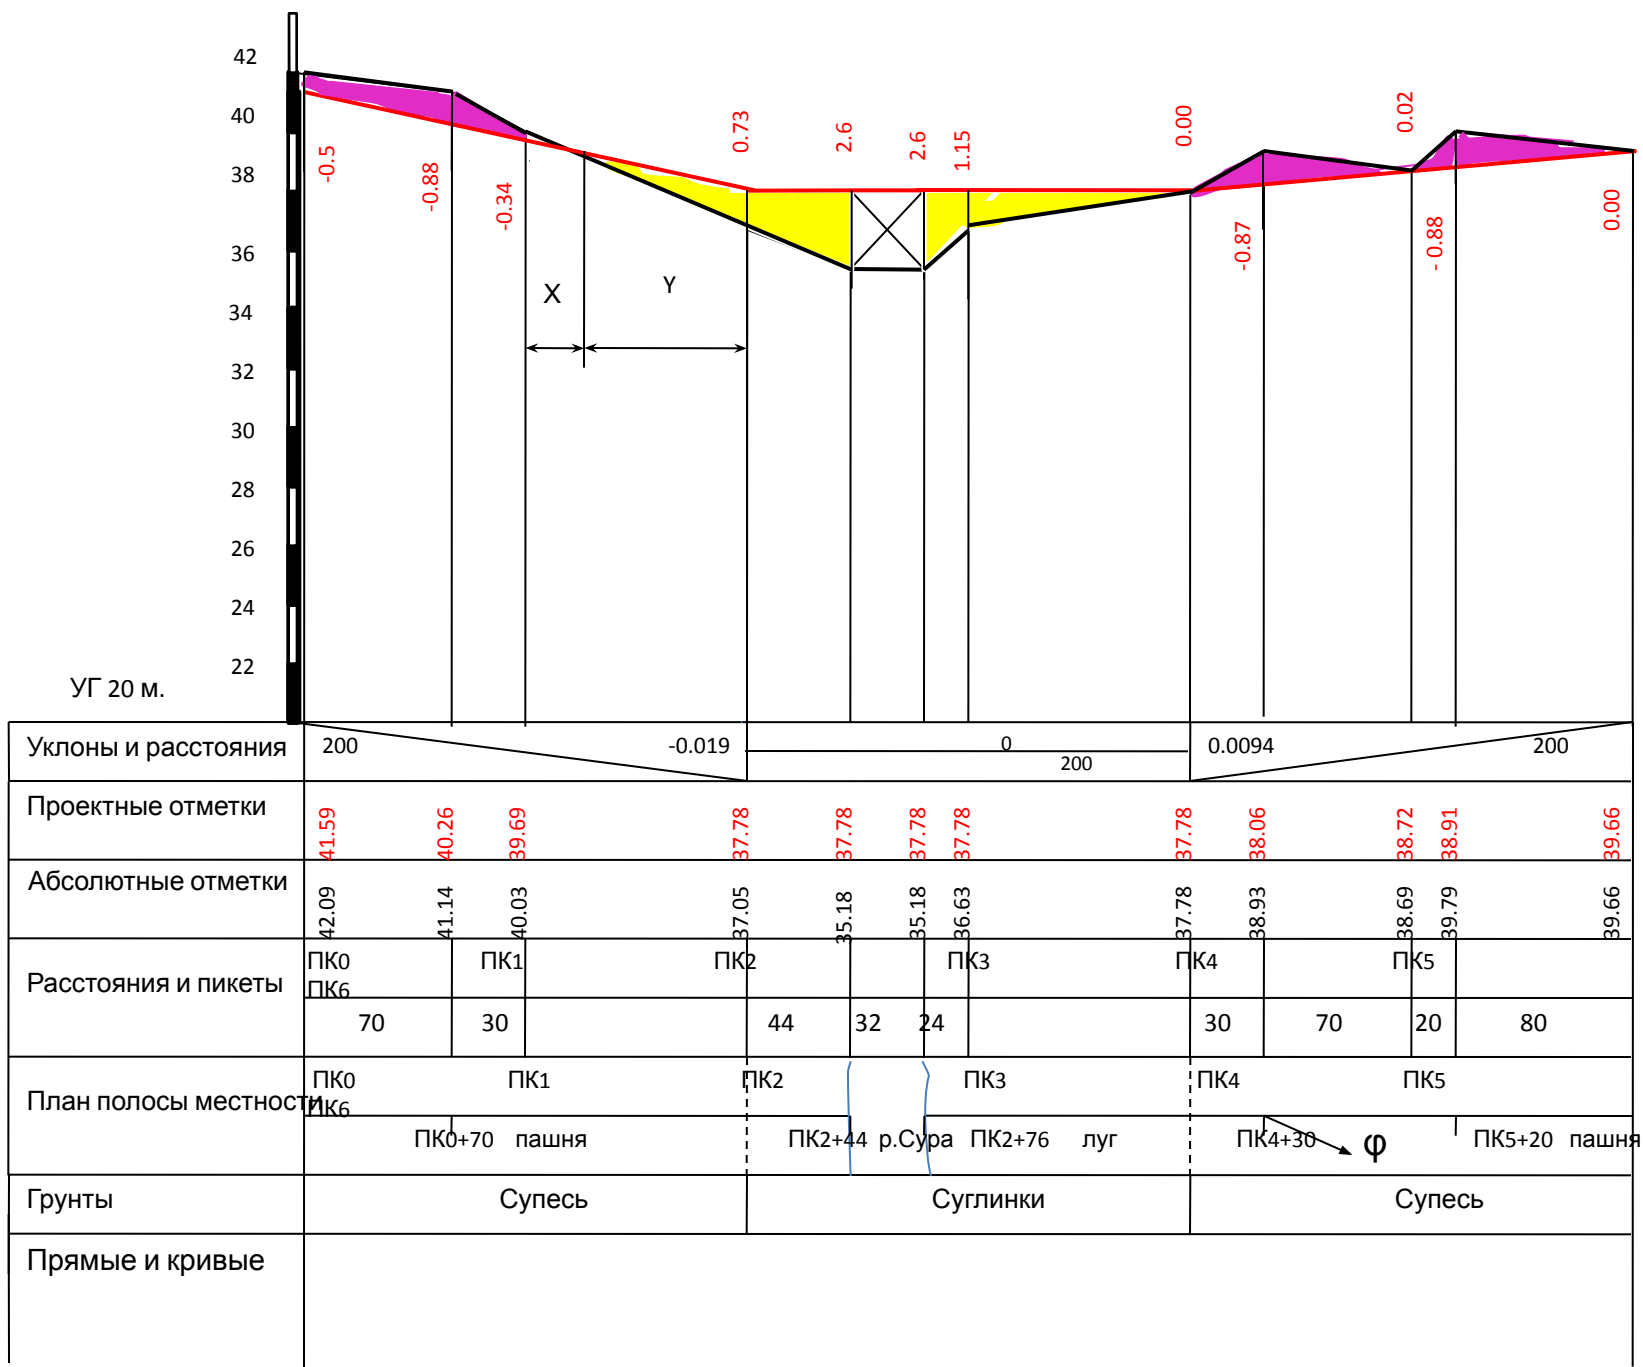 42
40
38
36
34
32
30
28
26
24
22
УГ 20 м.
-0.5
-0.88
-0.34
0.73
2.6
2.6
1.15
0.00
-0.87
0.02
- 0.88
0.00
X
Y
Уклоны и расстояния 200 -0.019 0 200 0.0094 200
Проектные отметки 41.59 40.26 39.69 37.78 37.78 37.78 37.78 37.78 38.06 38.72 38.91 39.66
Абсолютные отметки 42.09 41.14 40.03 37.05 35.18 35.18 36.63 37.78 38.93 38.69 39.79 39.66
Расстояния и пикеты
ПК0 ПК1 ПК2 ПК3 ПК4 ПК5
ПК6
70 30 44 32 24 30 70 20 80
План полосы местности
ПК0 ПК1 ПК2 ПК3 ПК4 ПК5
ПК6
ПК0+70 пашня ПК2+44 р.Сура ПК2+76 луг ПК4+30 φ ПК5+20 пашня
Грунты Супесь Суглинки Супесь
Прямые и кривые